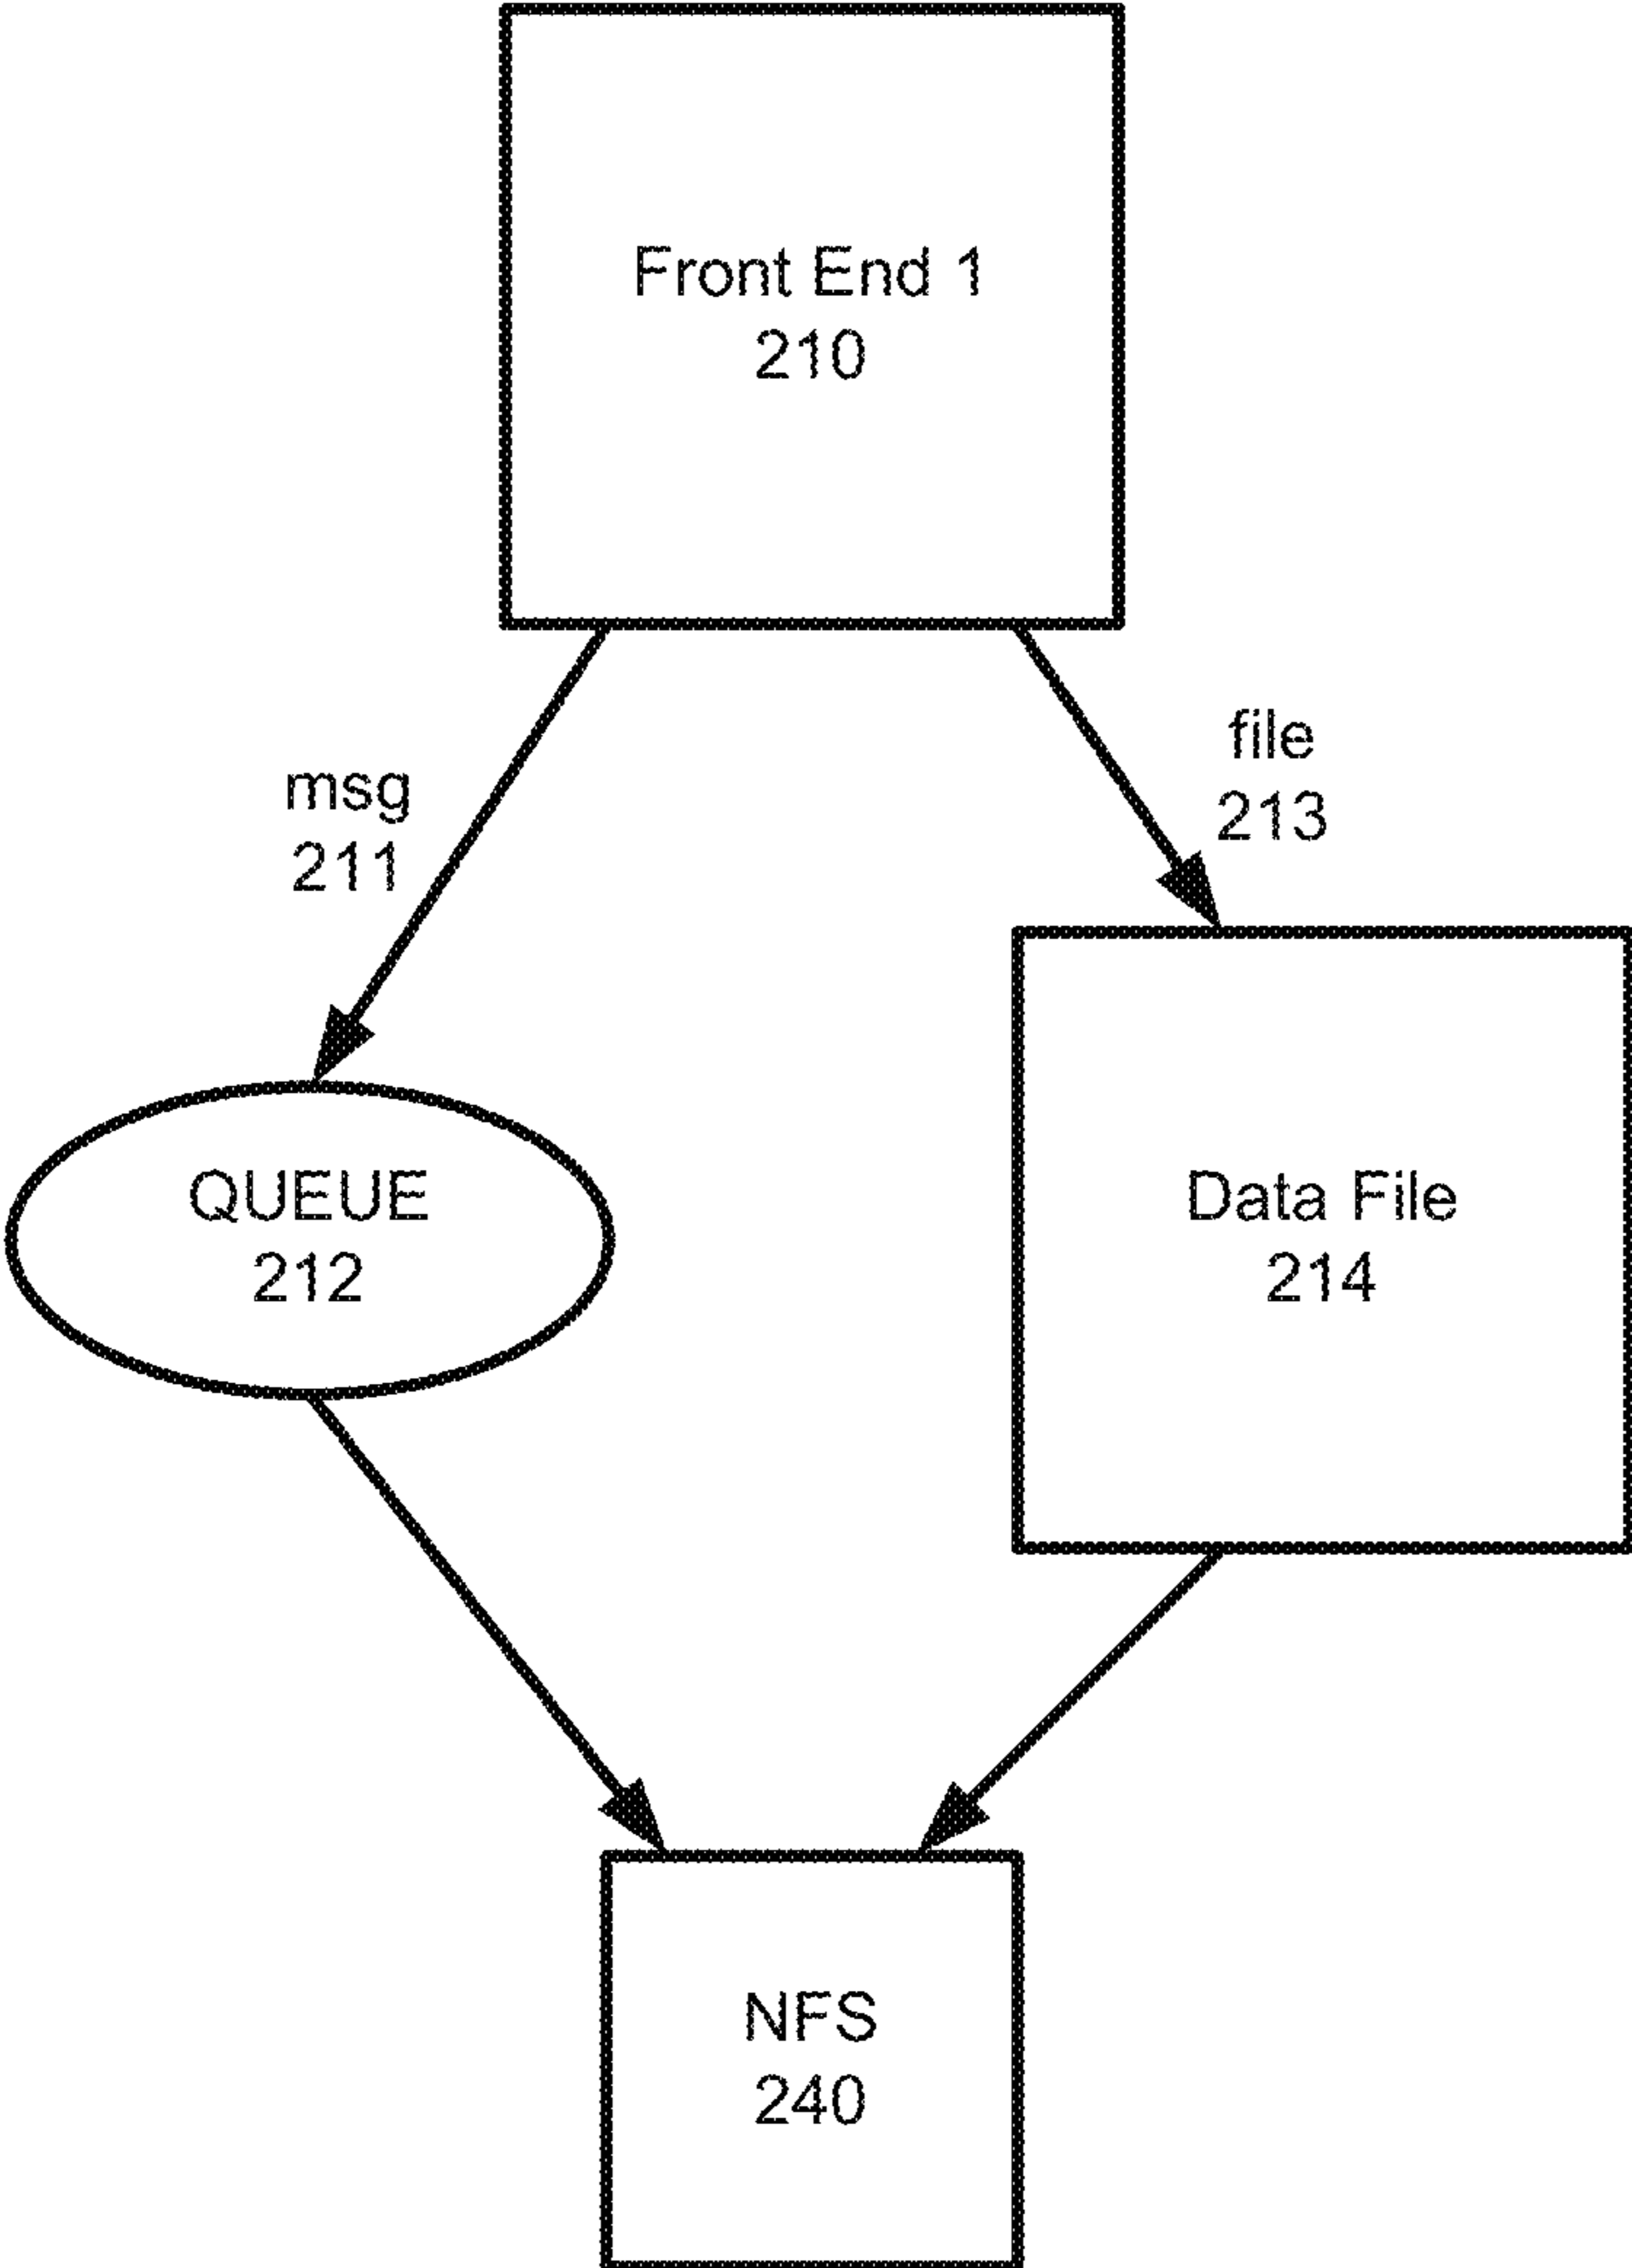 Front End 1
210
msg
211
file
213
QUEUE
212
Data File
214
NFS
240